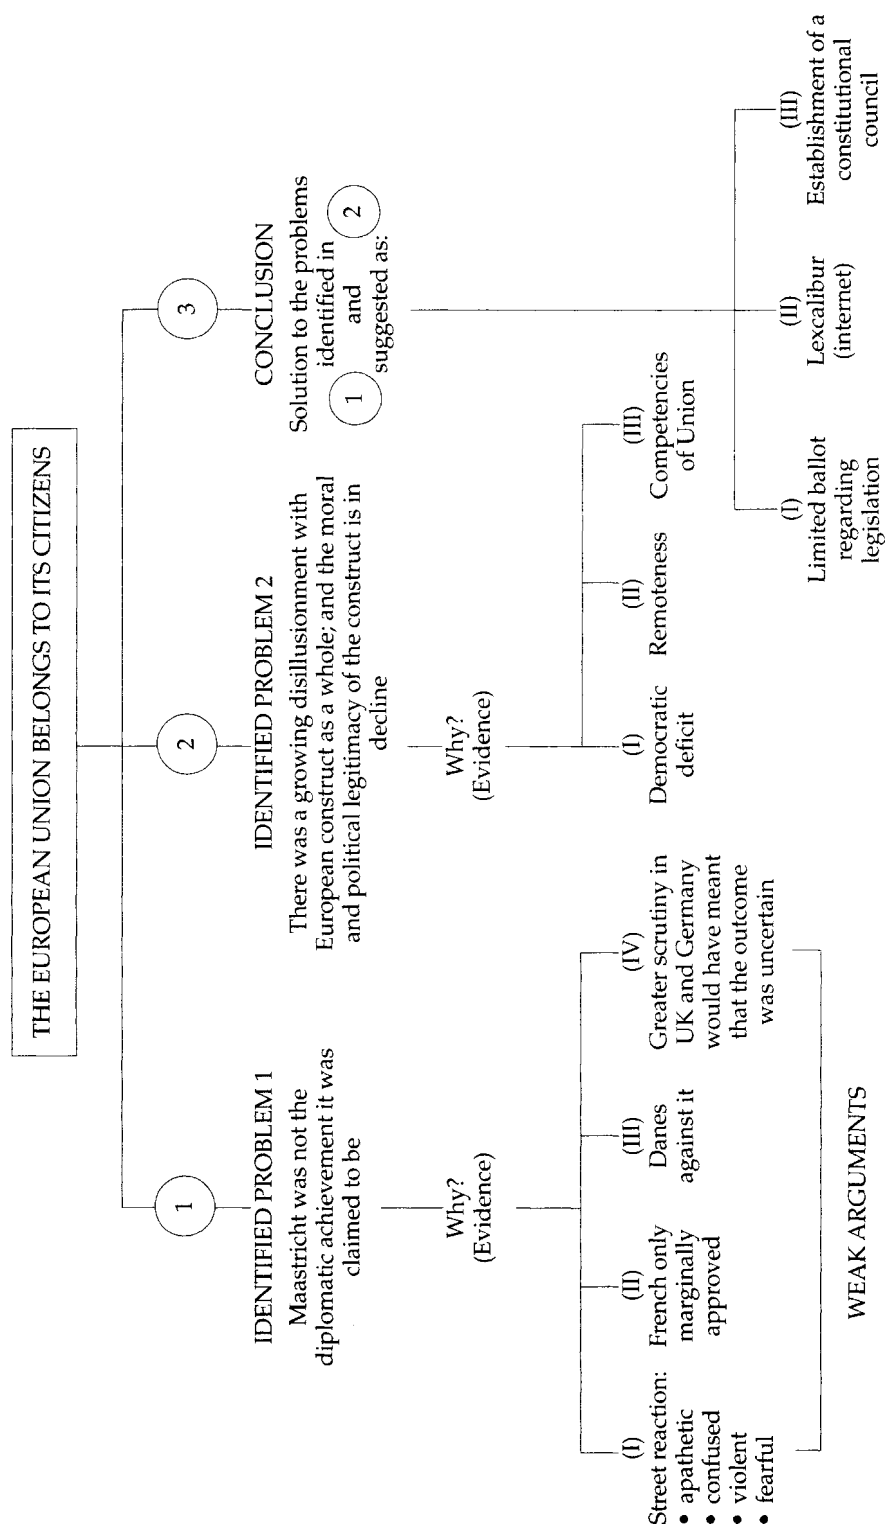 THE EUROPEAN UNION BELONGS TO ITS CITIZENS
1
IDENTIFIED PROBLEM 1
Maastricht was not the
diplomatic achievement it was
claimed to be
Why?
(Evidence)
(I)
Street reaction:
• apathetic
• confused
• violent
• fearful
(II)
French only
marginally
approved
(III)
Danes
against it
(IV)
Greater scrutiny in
UK and Germany
would have meant
that the outcome
was uncertain
WEAK ARGUMENTS
2
IDENTIFIED PROBLEM 2
There was a growing disillusionment with
European construct as a whole; and the moral
and political legitimacy of the construct is in
decline
Why?
(Evidence)
(I)
Democratic
deficit
(II)
Remoteness
(III)
Competencies
of Union
3
CONCLUSION
Solution to the problems
identified in
1 and 2
suggested as:
(I)
Limited ballot
regarding
legislation
(II)
Lexcalibur
(internet)
(III)
Establishment of a
constitutional
council